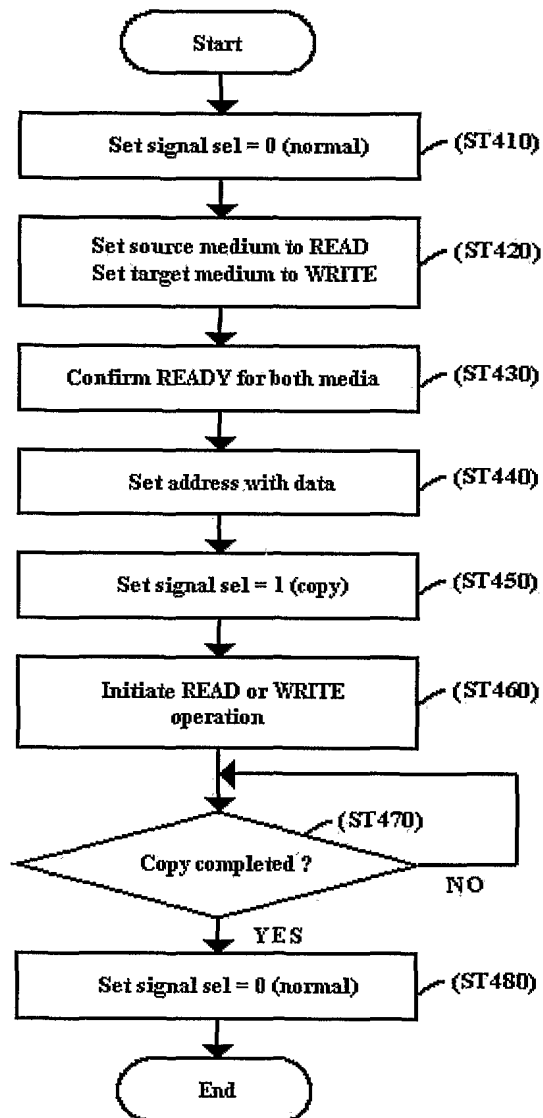 Start
Set signal sel = 0 (normal)
(ST410)
Set source medium to READ
Set target medium to WRITE
(ST420)
Confirm READY for both media
(ST430)
Set address with data
(ST440)
Set signal sel = 1 (copy)
(ST450)
Initiate READ or WRITE
operation
(ST460)
(ST470)
Copy completed ?
NO
YES
Set signal sel = 0 (normal)
(ST480)
End